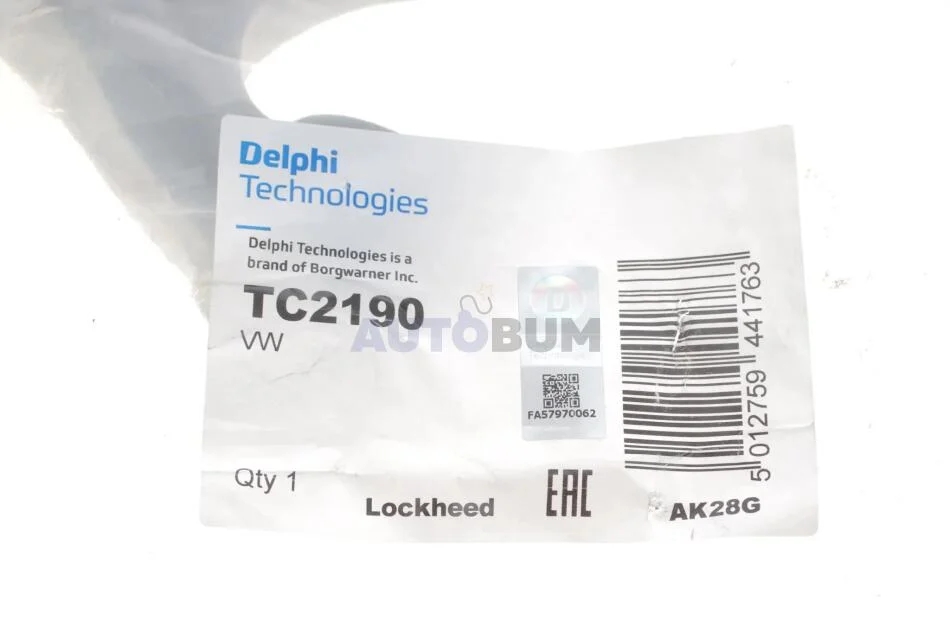 Delphi
Technologies
Delphi Technologies is a
brand of Borgwarner Inc.
TC2190
VW
AUTOBUM
D
FA57970062
5 012759 441763
Qty 1
Lockheed
EAC
AK28G